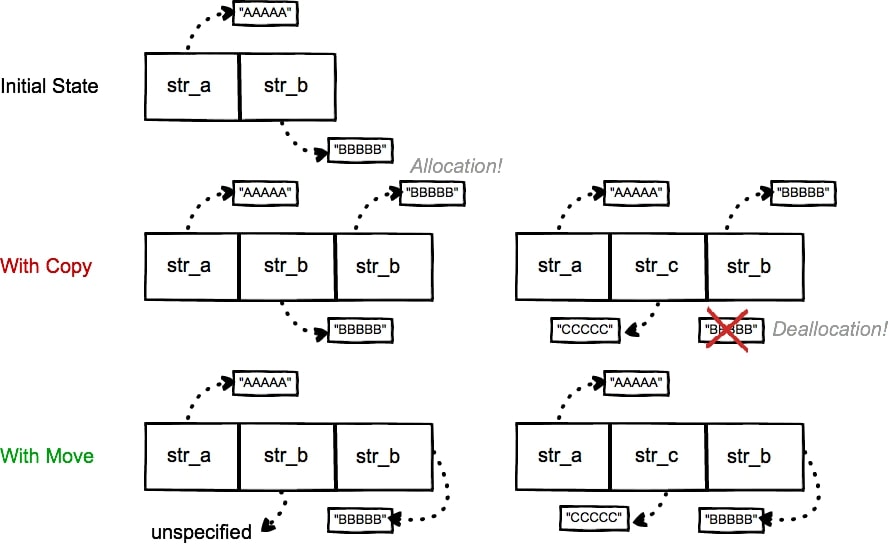 "AAAAA"
Initial State
str_a str_b
"BBBBB"
Allocation!
"AAAAA" "BBBBB" "AAAAA" "BBBBB"
With Copy
str_a str_b str_b str_a str_c str_b
"BBBBB" "CCCCC" "BBBBB" Deallocation!
"AAAAA" "AAAAA"
With Move
str_a str_b str_b str_a str_c str_b
unspecified "BBBBB" "CCCCC" "BBBBB"